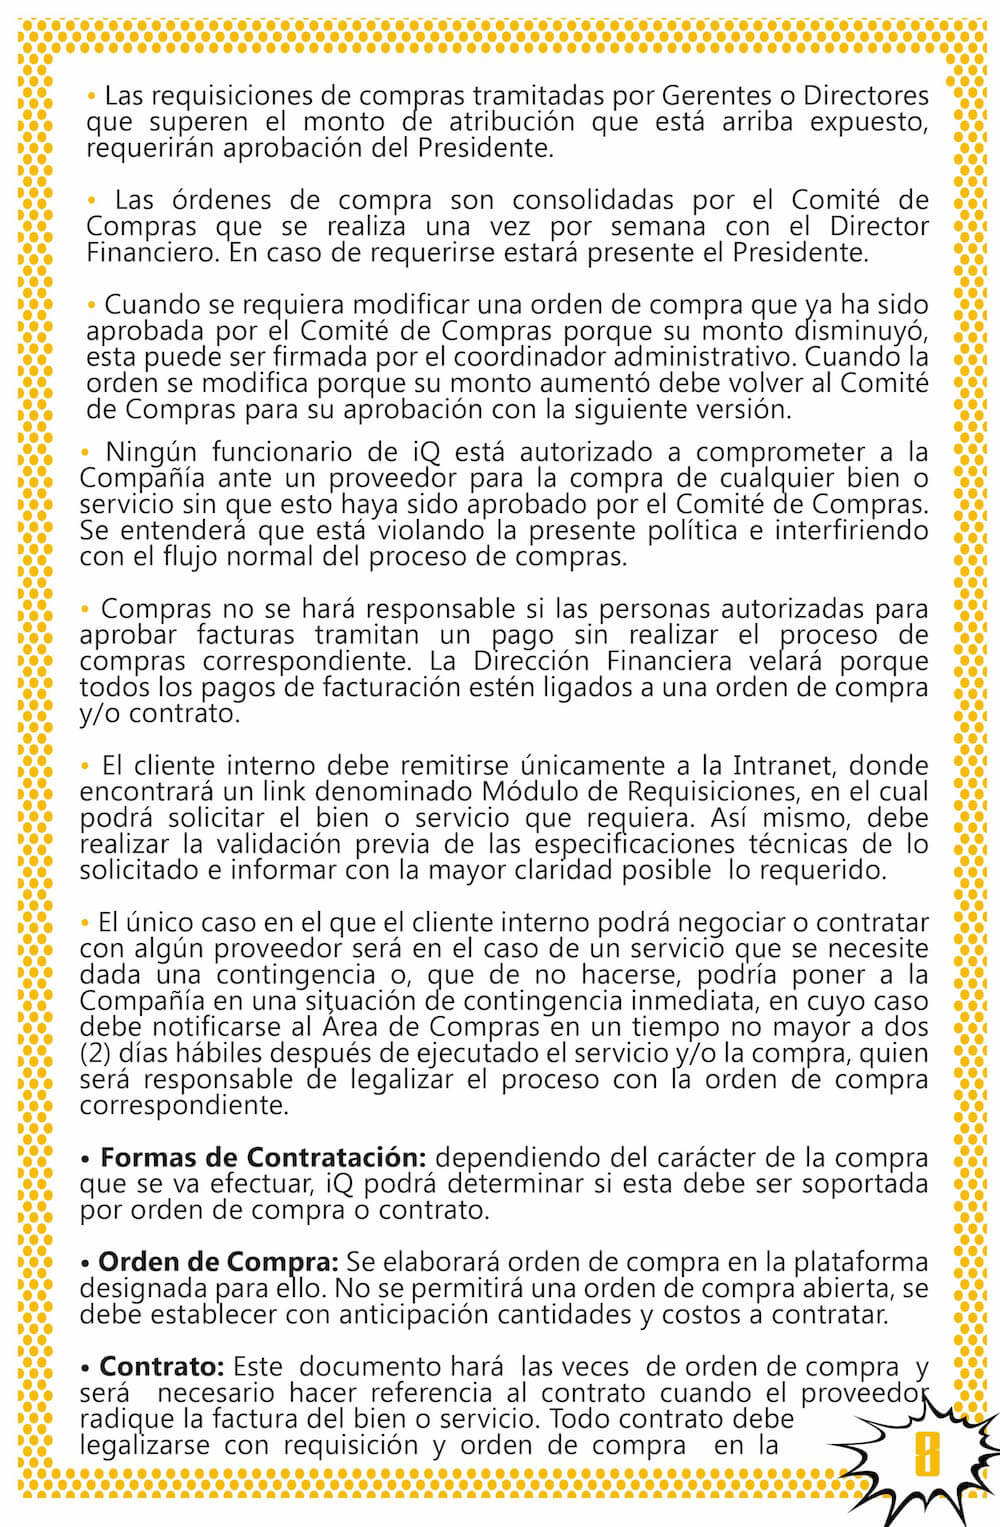 • Las requisiciones de compras tramitadas por Gerentes o Directores
que superen el monto de atribución que está arriba expuesto,
requerirán aprobación del Presidente.
• Las órdenes de compra son consolidadas por el Comité de
Compras que se realiza una vez por semana con el Director
Financiero. En caso de requerirse estará presente el Presidente.
• Cuando se requiera modificar una orden de compra que ya ha sido
aprobada por el Comité de Compras porque su monto disminuyó,
esta puede ser firmada por el coordinador administrativo. Cuando la
orden se modifica porque su monto aumentó debe volver al Comité
de Compras para su aprobación con la siguiente versión.
• Ningún funcionario de iQ está autorizado a comprometer a la
Compañía ante un proveedor para la compra de cualquier bien o
servicio sin que esto haya sido aprobado por el Comité de Compras.
Se entenderá que está violando la presente política e interfiriendo
con el flujo normal del proceso de compras.
• Compras no se hará responsable si las personas autorizadas para
aprobar facturas tramitan un pago sin realizar el proceso de
compras correspondiente. La Dirección Financiera velará porque
todos los pagos de facturación estén ligados a una orden de compra
y/o contrato.
• El cliente interno debe remitirse únicamente a la Intranet, donde
encontrará un link denominado Módulo de Requisiciones, en el cual
podrá solicitar el bien o servicio que requiera. Así mismo, debe
realizar la validación previa de las especificaciones técnicas de lo
solicitado e informar con la mayor claridad posible lo requerido.
• El único caso en el que el cliente interno podrá negociar o contratar
con algún proveedor será en el caso de un servicio que se necesite
dada una contingencia o, que de no hacerse, podría poner a la
Compañía en una situación de contingencia inmediata, en cuyo caso
debe notificarse al Área de Compras en un tiempo no mayor a dos
(2) días hábiles después de ejecutado el servicio y/o la compra, quien
será responsable de legalizar el proceso con la orden de compra
correspondiente.
• Formas de Contratación: dependiendo del carácter de la compra
que se va efectuar, iQ podrá determinar si esta debe ser soportada
por orden de compra o contrato.
• Orden de Compra: Se elaborará orden de compra en la plataforma
designada para ello. No se permitirá una orden de compra abierta, se
debe establecer con anticipación cantidades y costos a contratar.
• Contrato: Este documento hará las veces de orden de compra y
será necesario hacer referencia al contrato cuando el proveedor
radique la factura del bien o servicio. Todo contrato debe
legalizarse con requisición y orden de compra en la
8